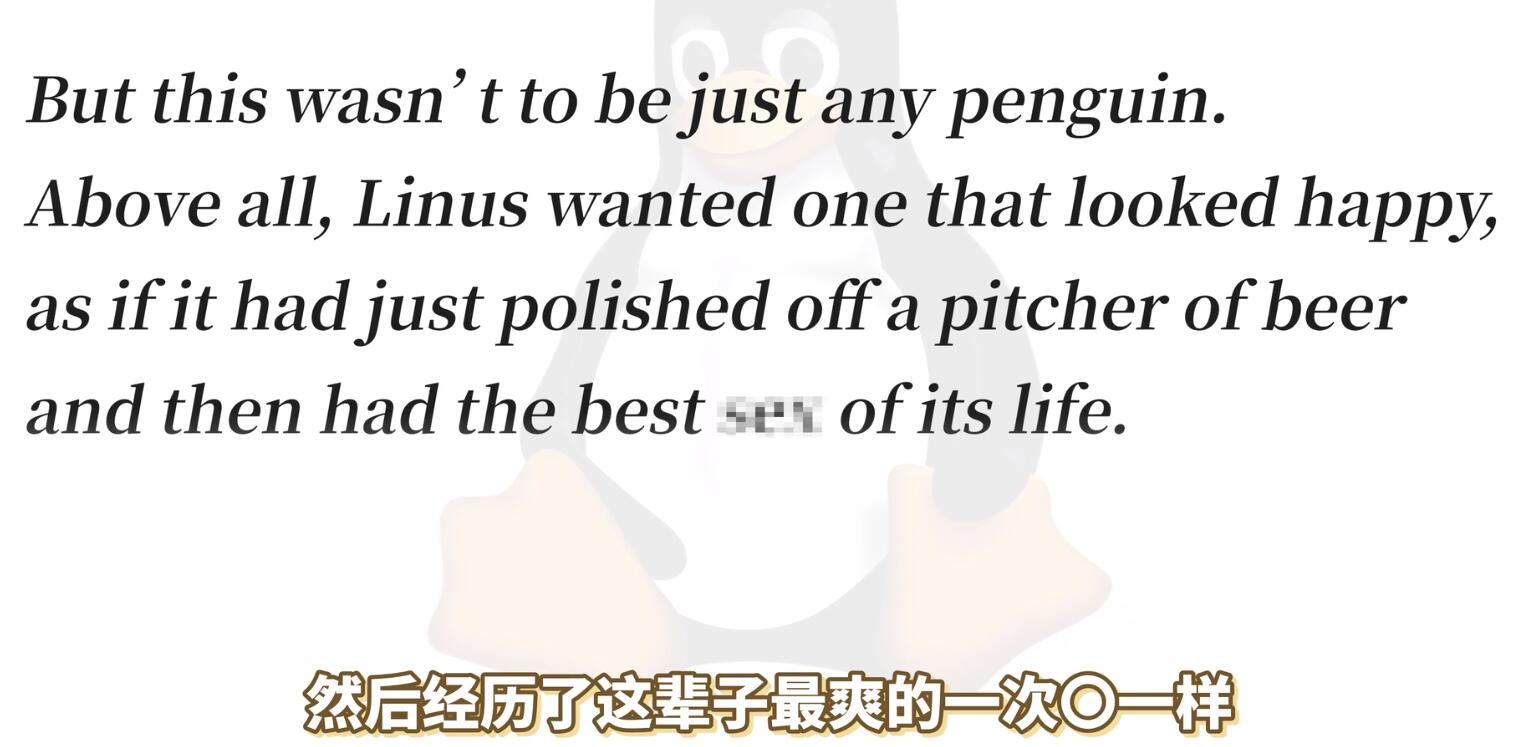 But this wasn’t to be just any penguin.
Above all, Linus wanted one that looked happy,
as if it had just polished off a pitcher of beer
and then had the best sex of its life.
然后经历了这辈子最爽的一次〇一样